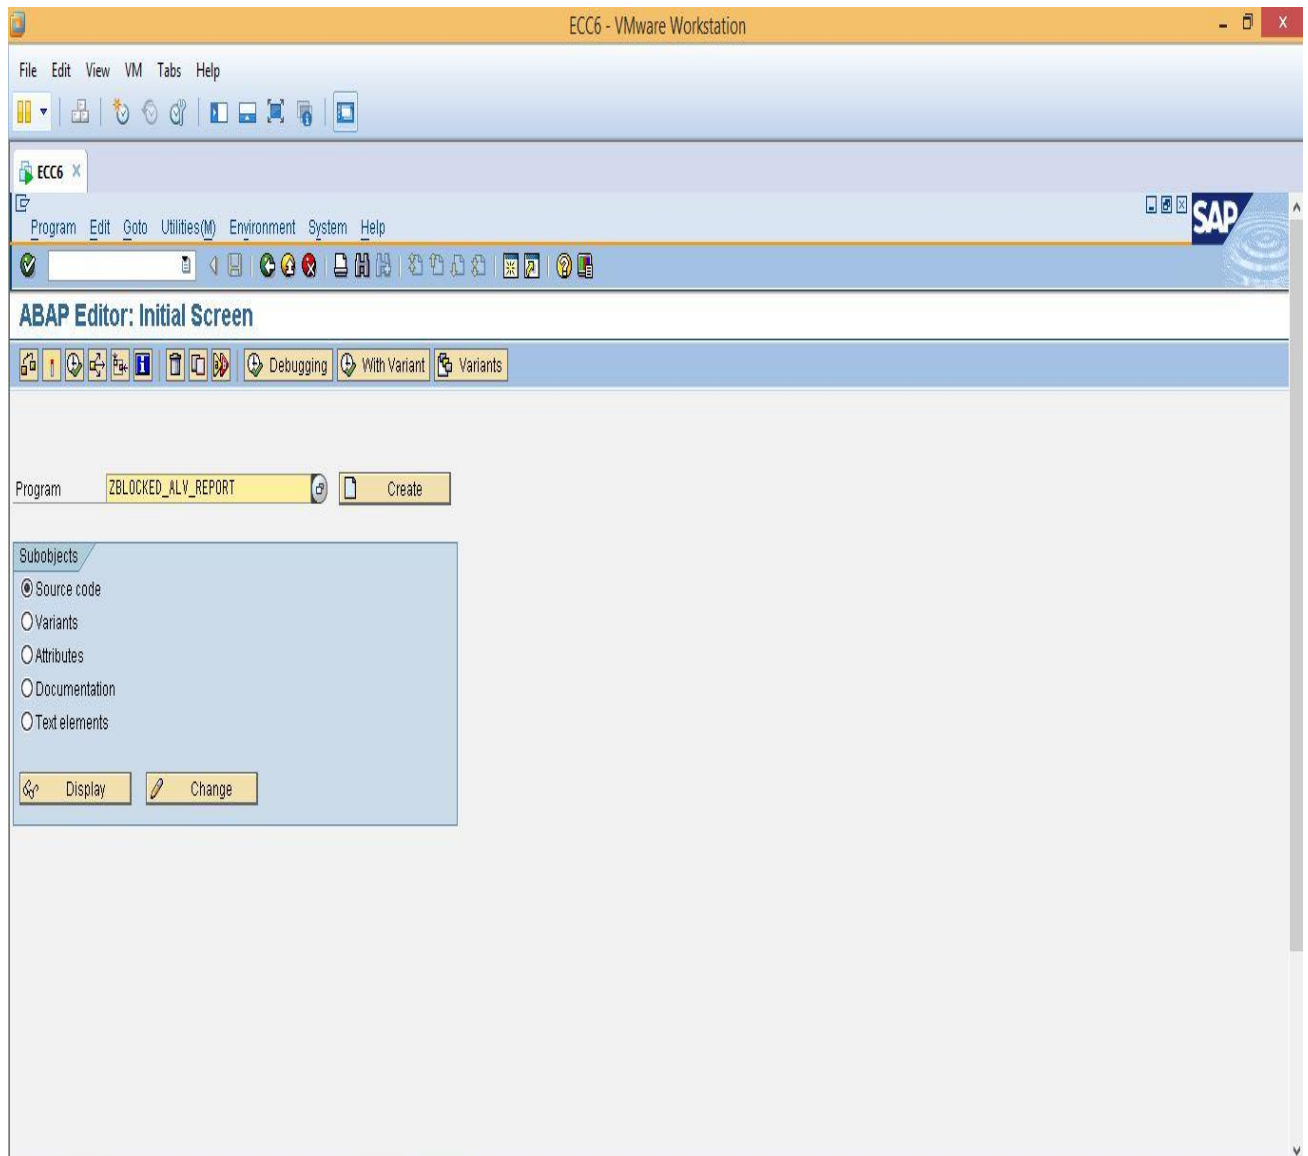 ECC6 - VMware Workstation
File Edit View VM Tabs Help
ECC6
Program Edit Goto Utilities(M) Environment System Help
SAP
ABAP Editor: Initial Screen
Debugging With Variant Variants
Program ZBLOCKED_ALV_REPORT Create
Subobjects
Source code
Variants
Attributes
Documentation
Text elements
Display Change